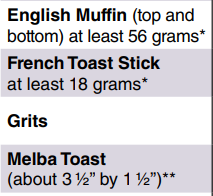 English Muffin (top and
bottom) at least 56 grams*
French Toast Stick
at least 18 grams*
Grits
Melba Toast
(about 3 ½” by 1 ½”)**